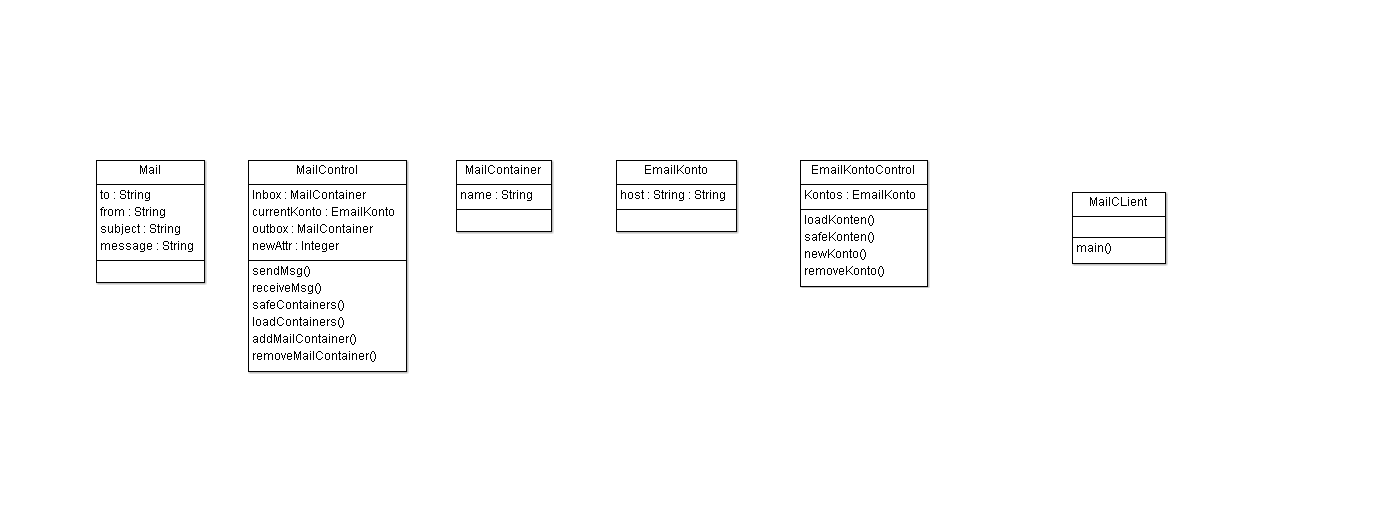 Mail
to : String
from : String
subject : String
message : String
MailControl
Inbox : MailContainer
currentKonto : EmailKonto
outbox : MailContainer
newAttr : Integer
sendMsg()
receiveMsg()
safeContainers()
loadContainers()
addMailContainer()
removeMailContainer()
MailContainer
name : String
EmailKonto
host : String : String
EmailKontoControl
Kontos : EmailKonto
loadKonten()
safeKonten()
newKonto()
removeKonto()
MailCLient
main()